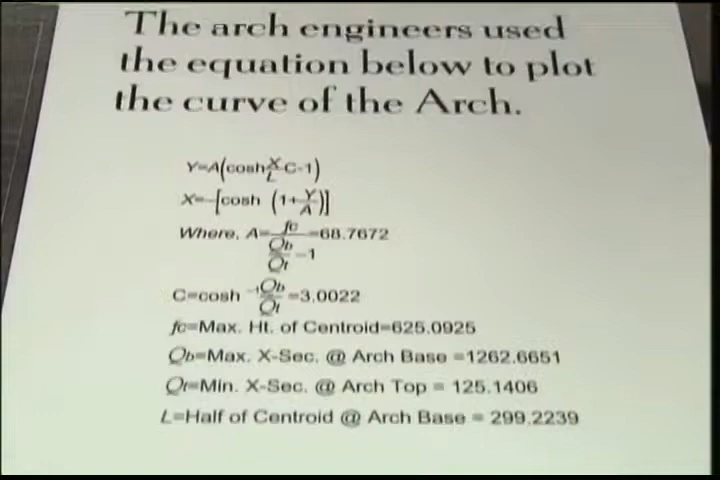 The arch engineers used
the equation below to plot
the curve of the Arch.
Y=A(cosh X/L C-1)
X=-[cosh (1+Y/A)]
Where, A= fc/(Qb/Qt -1) =68.7672
C=cosh ⁻¹Qb/Qt =3.0022
fc=Max. Ht. of Centroid=625.0925
Qb=Max. X-Sec. @ Arch Base =1262.6651
Qt=Min. X-Sec. @ Arch Top = 125.1406
L=Half of Centroid @ Arch Base = 299.2239